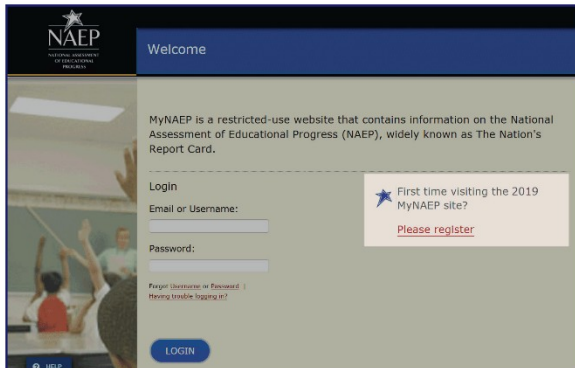 NAEP
NATIONAL ASSESSMENT
OF EDUCATIONAL
PROGRESS
Welcome
MyNAEP is a restricted-use website that contains information on the National
Assessment of Educational Progress (NAEP), widely known as The Nation's
Report Card.
Login
Email or Username:
Password:
Forgot Username or Password |
Having trouble logging in?
LOGIN
First time visiting the 2019
MyNAEP site?
Please register
HELP